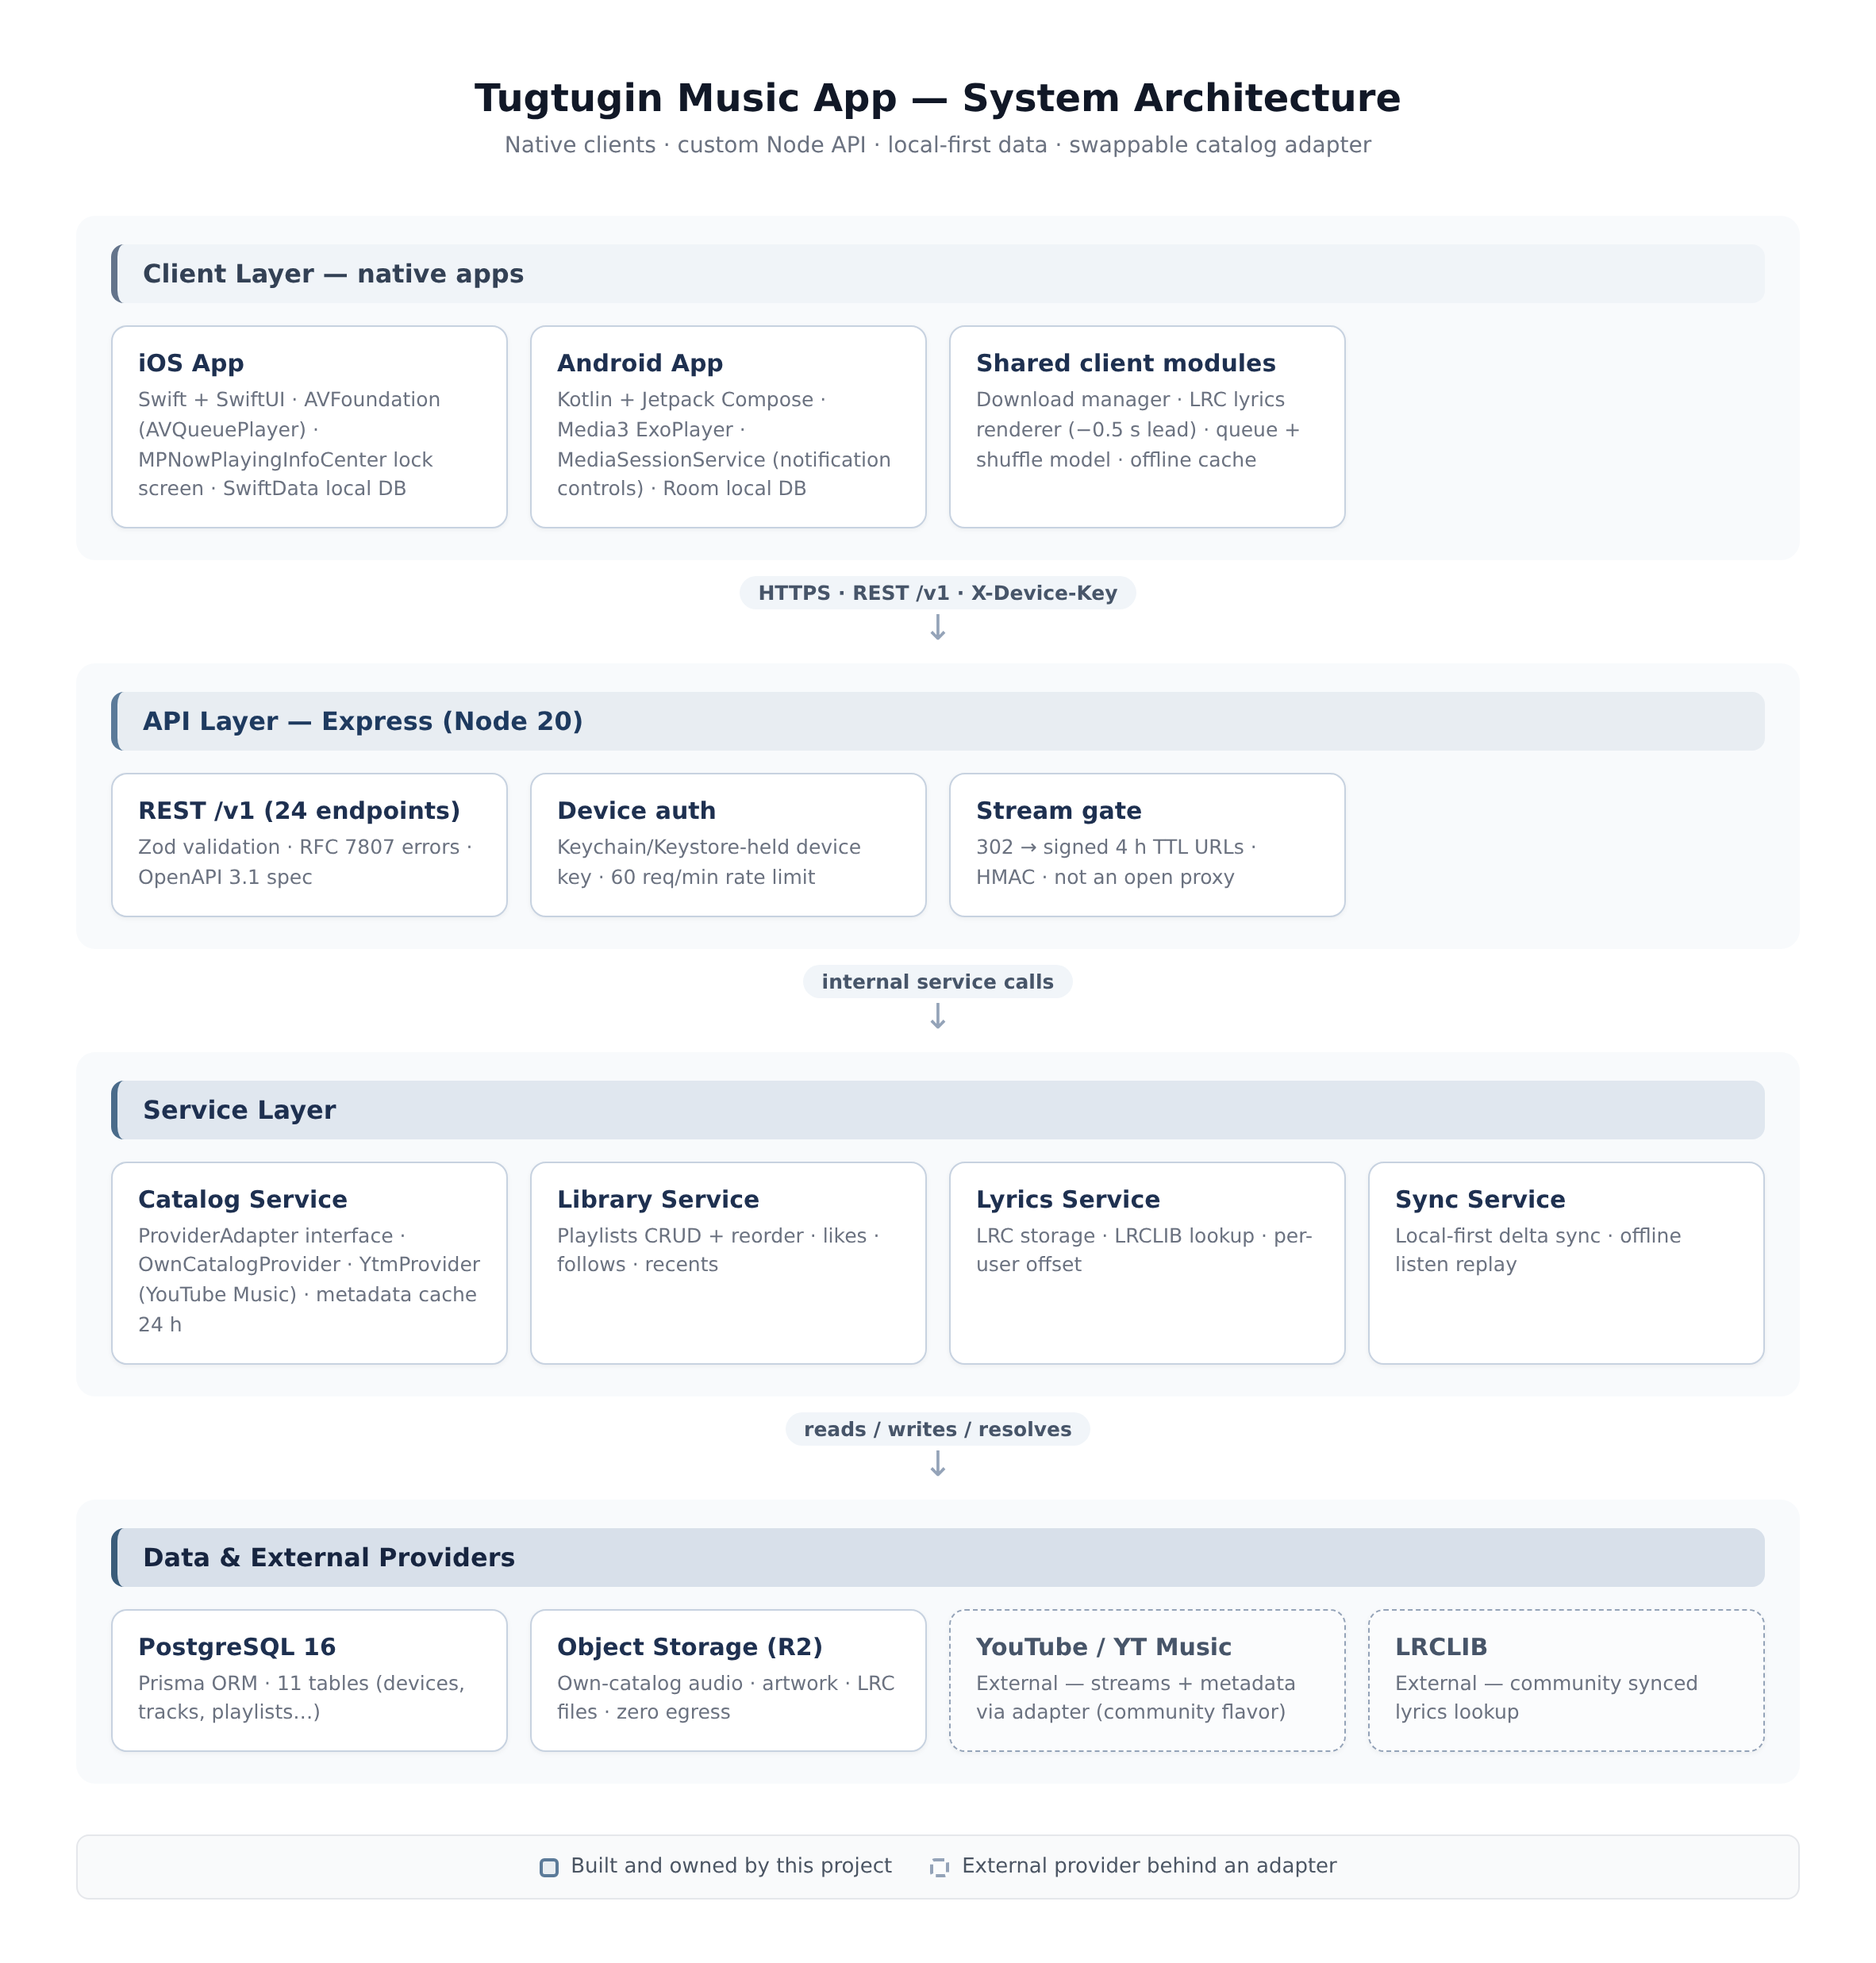 Tugtugin Music App — System Architecture
Native clients · custom Node API · local-first data · swappable catalog adapter
Client Layer — native apps
iOS App
Swift + SwiftUI · AVFoundation
(AVQueuePlayer) ·
MPNowPlayingInfoCenter lock
screen · SwiftData local DB
Android App
Kotlin + Jetpack Compose ·
Media3 ExoPlayer ·
MediaSessionService (notification
controls) · Room local DB
Shared client modules
Download manager · LRC lyrics
renderer (−0.5 s lead) · queue +
shuffle model · offline cache
HTTPS · REST /v1 · X-Device-Key
↓
API Layer — Express (Node 20)
REST /v1 (24 endpoints)
Zod validation · RFC 7807 errors ·
OpenAPI 3.1 spec
Device auth
Keychain/Keystore-held device
key · 60 req/min rate limit
Stream gate
302 → signed 4 h TTL URLs ·
HMAC · not an open proxy
internal service calls
↓
Service Layer
Catalog Service
ProviderAdapter interface ·
OwnCatalogProvider · YtmProvider
(YouTube Music) · metadata cache
24 h
Library Service
Playlists CRUD + reorder · likes ·
follows · recents
Lyrics Service
LRC storage · LRCLIB lookup · per-
user offset
Sync Service
Local-first delta sync · offline
listen replay
reads / writes / resolves
↓
Data & External Providers
PostgreSQL 16
Prisma ORM · 11 tables (devices,
tracks, playlists…)
Object Storage (R2)
Own-catalog audio · artwork · LRC
files · zero egress
YouTube / YT Music
External — streams + metadata
via adapter (community flavor)
LRCLIB
External — community synced
lyrics lookup
Built and owned by this project
External provider behind an adapter